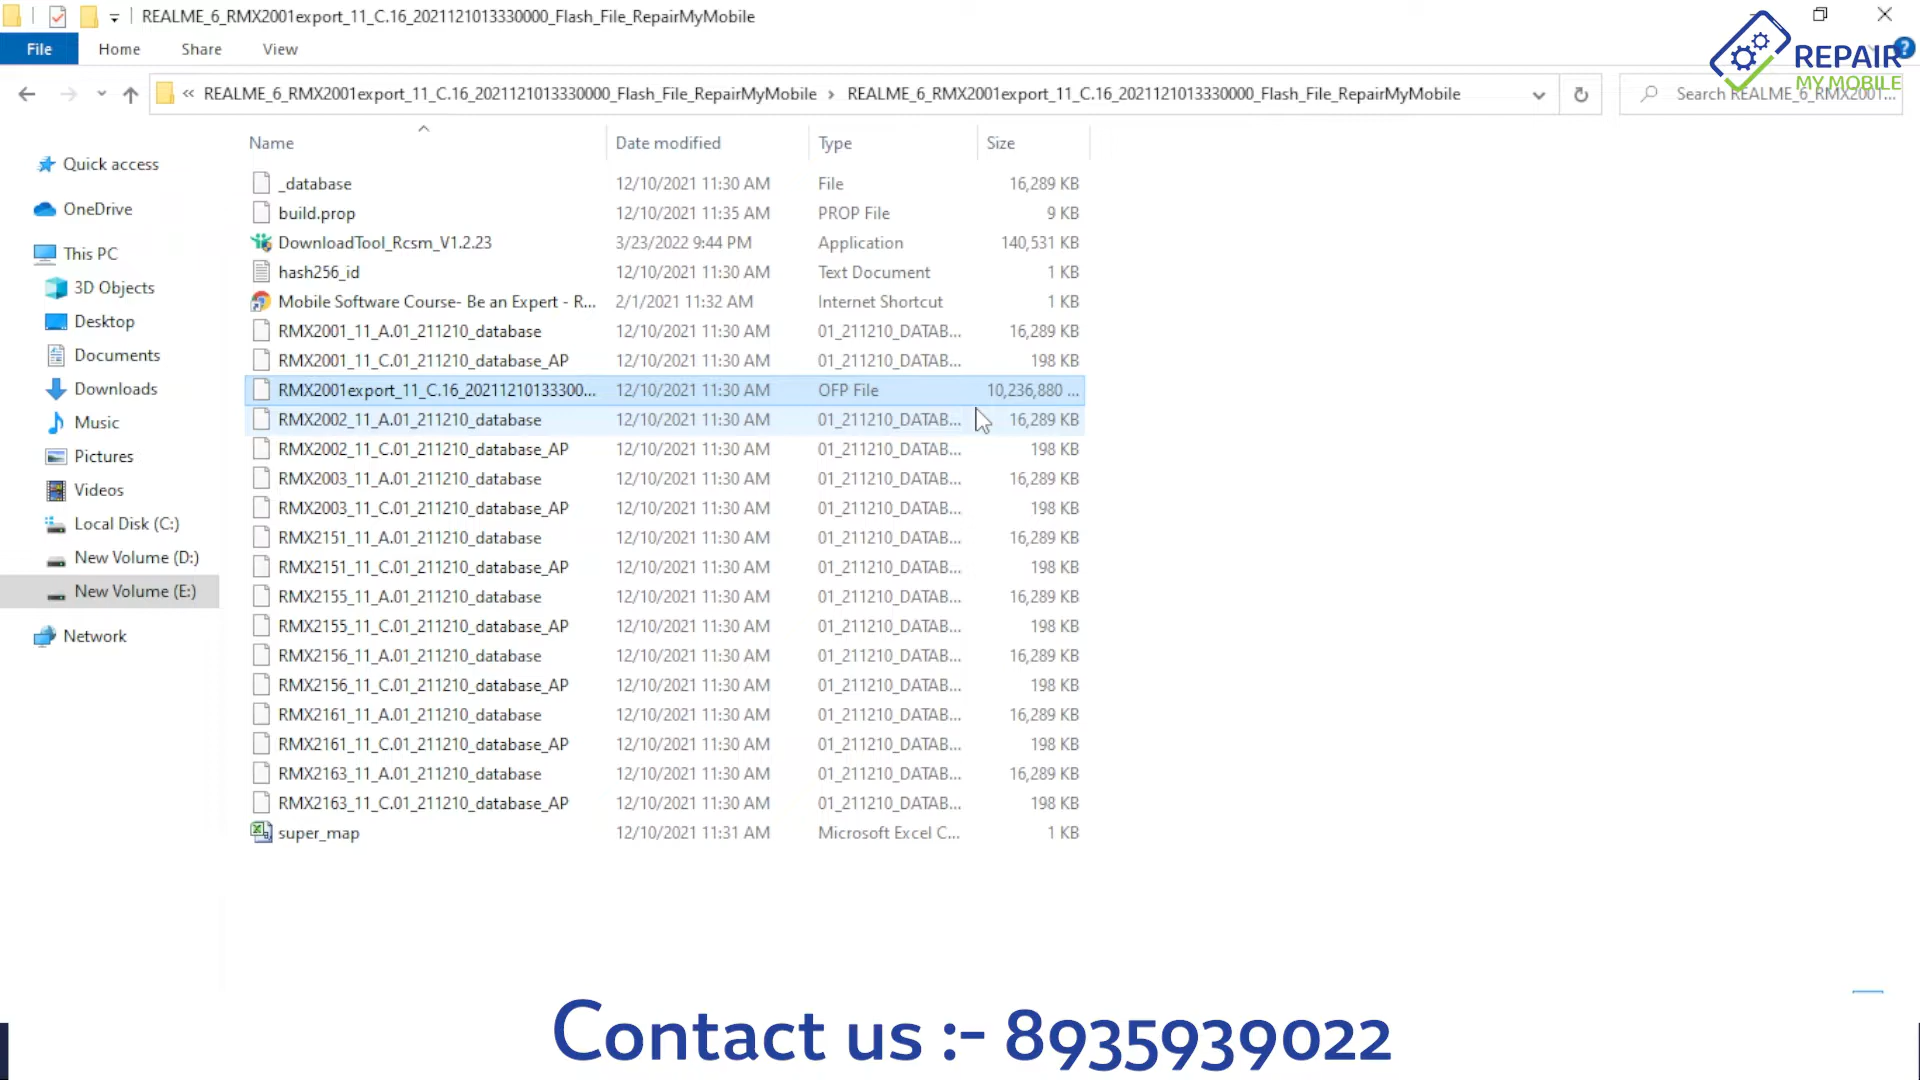 REALME_6_RMX2001export_11_C.16_2021121013330000_Flash_File_RepairMyMobile
File Home Share View
REPAIR
MY MOBILE
« REALME_6_RMX2001export_11_C.16_2021121013330000_Flash_File_RepairMyMobile › REALME_6_RMX2001export_11_C.16_2021121013330000_Flash_File_RepairMyMobile
Search REALME_6_RMX2001...
Name Date modified Type Size
Quick access
OneDrive
This PC
3D Objects
Desktop
Documents
Downloads
Music
Pictures
Videos
Local Disk (C:)
New Volume (D:)
New Volume (E:)
Network
_database 12/10/2021 11:30 AM File 16,289 KB
build.prop 12/10/2021 11:35 AM PROP File 9 KB
DownloadTool_Rcsm_V1.2.23 3/23/2022 9:44 PM Application 140,531 KB
hash256_id 12/10/2021 11:30 AM Text Document 1 KB
Mobile Software Course- Be an Expert - R... 2/1/2021 11:32 AM Internet Shortcut 1 KB
RMX2001_11_A.01_211210_database 12/10/2021 11:30 AM 01_211210_DATAB... 16,289 KB
RMX2001_11_C.01_211210_database_AP 12/10/2021 11:30 AM 01_211210_DATAB... 198 KB
RMX2001export_11_C.16_20211210133300... 12/10/2021 11:30 AM OFP File 10,236,880 ...
RMX2002_11_A.01_211210_database 12/10/2021 11:30 AM 01_211210_DATAB... 16,289 KB
RMX2002_11_C.01_211210_database_AP 12/10/2021 11:30 AM 01_211210_DATAB... 198 KB
RMX2003_11_A.01_211210_database 12/10/2021 11:30 AM 01_211210_DATAB... 16,289 KB
RMX2003_11_C.01_211210_database_AP 12/10/2021 11:30 AM 01_211210_DATAB... 198 KB
RMX2151_11_A.01_211210_database 12/10/2021 11:30 AM 01_211210_DATAB... 16,289 KB
RMX2151_11_C.01_211210_database_AP 12/10/2021 11:30 AM 01_211210_DATAB... 198 KB
RMX2155_11_A.01_211210_database 12/10/2021 11:30 AM 01_211210_DATAB... 16,289 KB
RMX2155_11_C.01_211210_database_AP 12/10/2021 11:30 AM 01_211210_DATAB... 198 KB
RMX2156_11_A.01_211210_database 12/10/2021 11:30 AM 01_211210_DATAB... 16,289 KB
RMX2156_11_C.01_211210_database_AP 12/10/2021 11:30 AM 01_211210_DATAB... 198 KB
RMX2161_11_A.01_211210_database 12/10/2021 11:30 AM 01_211210_DATAB... 16,289 KB
RMX2161_11_C.01_211210_database_AP 12/10/2021 11:30 AM 01_211210_DATAB... 198 KB
RMX2163_11_A.01_211210_database 12/10/2021 11:30 AM 01_211210_DATAB... 16,289 KB
RMX2163_11_C.01_211210_database_AP 12/10/2021 11:30 AM 01_211210_DATAB... 198 KB
super_map 12/10/2021 11:31 AM Microsoft Excel C... 1 KB
Contact us :- 8935939022